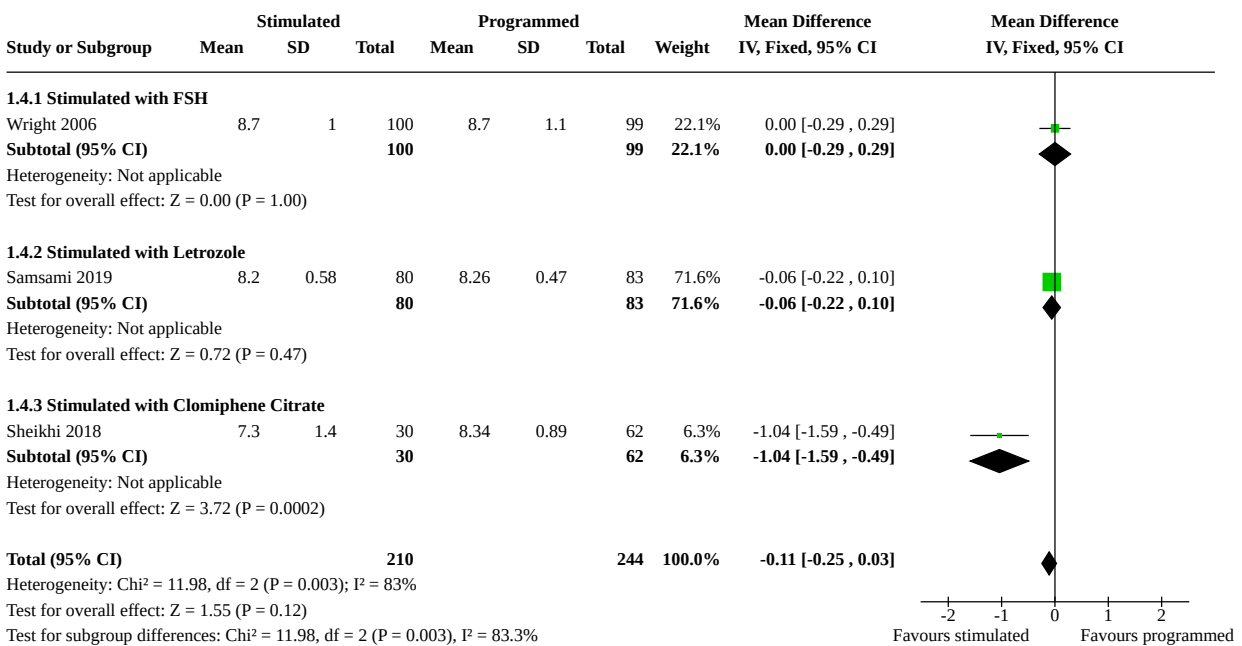 Stimulated Programmed Mean Difference Mean Difference
Study or Subgroup Mean SD Total Mean SD Total Weight IV, Fixed, 95% CI IV, Fixed, 95% CI
1.4.1 Stimulated with FSH
Wright 2006 8.7 1 100 8.7 1.1 99 22.1% 0.00 [-0.29 , 0.29]
Subtotal (95% CI) 100 99 22.1% 0.00 [-0.29 , 0.29]
Heterogeneity: Not applicable
Test for overall effect: Z = 0.00 (P = 1.00)
1.4.2 Stimulated with Letrozole
Samsami 2019 8.2 0.58 80 8.26 0.47 83 71.6% -0.06 [-0.22 , 0.10]
Subtotal (95% CI) 80 83 71.6% -0.06 [-0.22 , 0.10]
Heterogeneity: Not applicable
Test for overall effect: Z = 0.72 (P = 0.47)
1.4.3 Stimulated with Clomiphene Citrate
Sheikhi 2018 7.3 1.4 30 8.34 0.89 62 6.3% -1.04 [-1.59 , -0.49]
Subtotal (95% CI) 30 62 6.3% -1.04 [-1.59 , -0.49]
Heterogeneity: Not applicable
Test for overall effect: Z = 3.72 (P = 0.0002)
Total (95% CI) 210 244 100.0% -0.11 [-0.25 , 0.03]
Heterogeneity: Chi² = 11.98, df = 2 (P = 0.003); I² = 83%
Test for overall effect: Z = 1.55 (P = 0.12)
-2 -1 0 1 2
Test for subgroup differences: Chi² = 11.98, df = 2 (P = 0.003), I² = 83.3% Favours stimulated Favours programmed